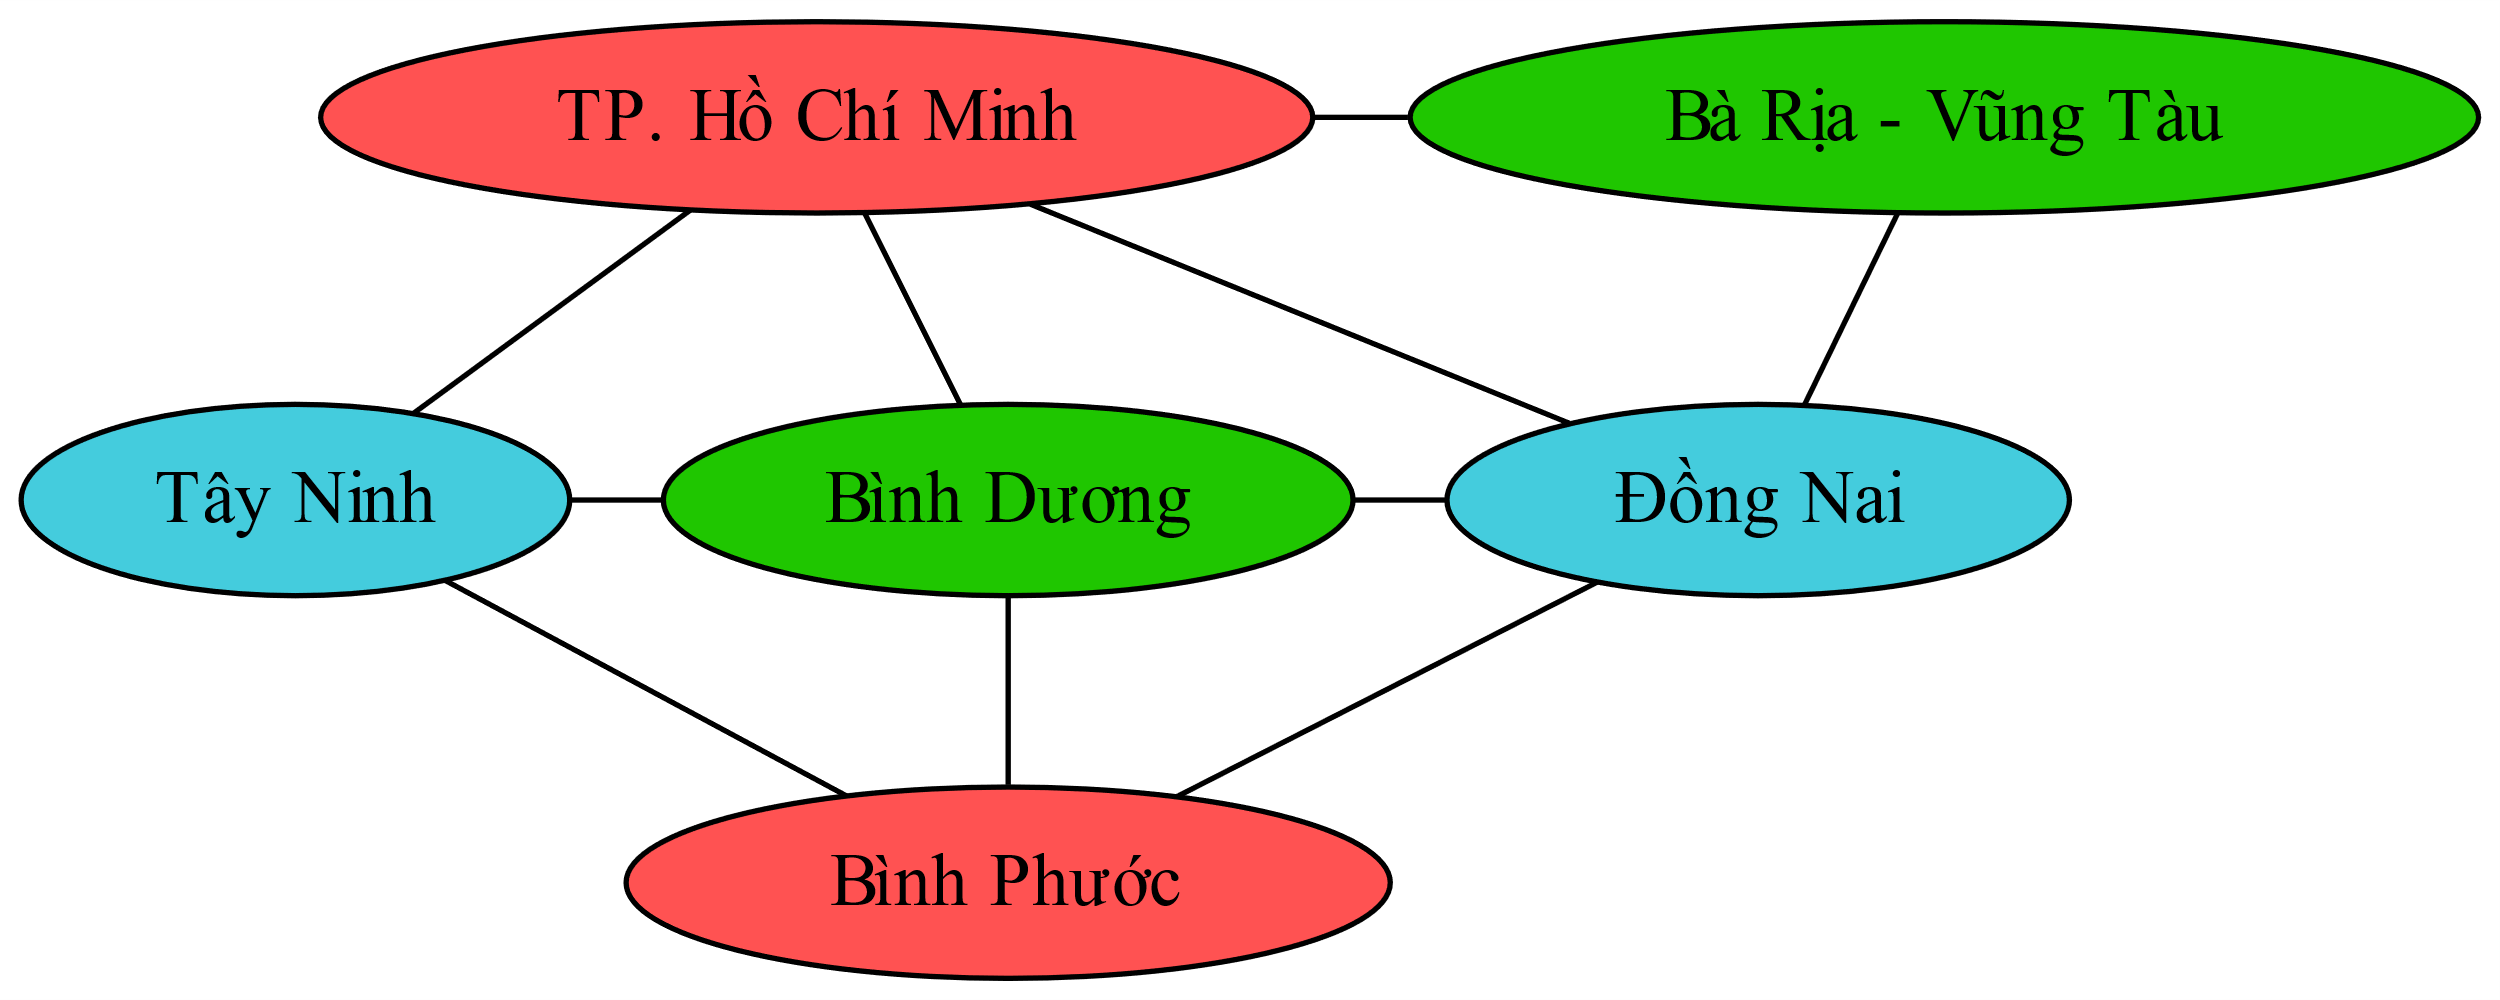 TP. Hồ Chí Minh
Bà Rịa - Vũng Tàu
Tây Ninh
Bình Dương
Đồng Nai
Bình Phước